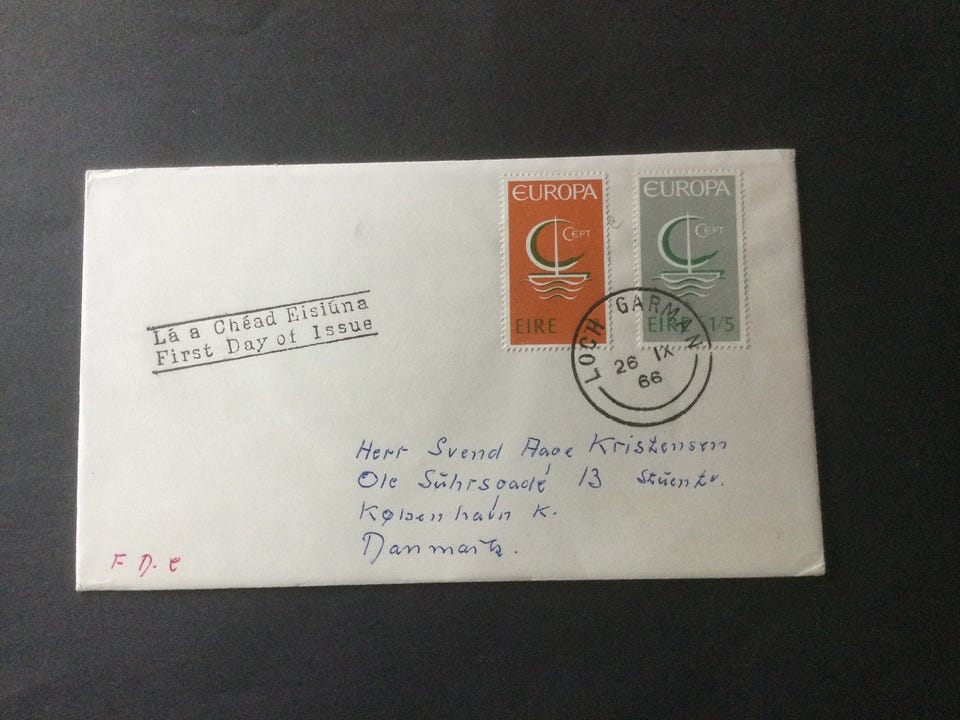 EUROPA
CEPT
EIRE
EUROPA
CEPT
EIRE 1/5
LOCH GARMAN
26 IX
66
Lá a Chéad Eisiúna
First Day of Issue
Herr Svend Aage Kristensen
Ole Sührsgade 13
København K.
Danmark.
F D. C